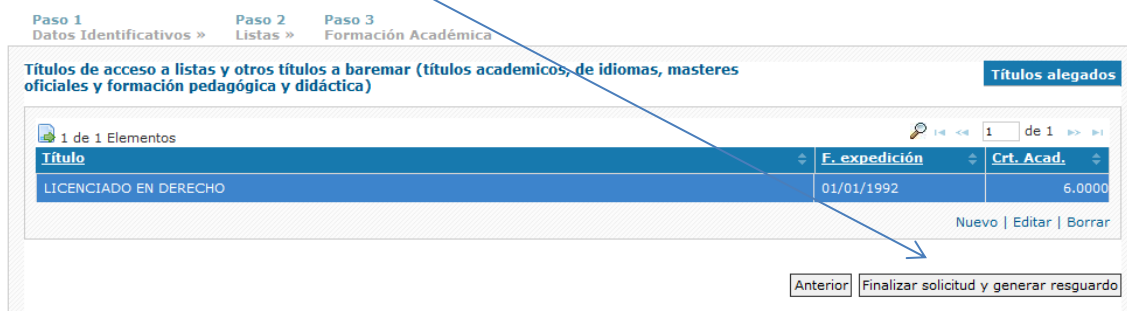 Paso 1 Paso 2 Paso 3
Datos Identificativos » Listas » Formación Académica
Títulos de acceso a listas y otros títulos a baremar (títulos academicos, de idiomas, masteres
oficiales y formación pedagógica y didáctica)
Títulos alegados
1 de 1 Elementos
1 de 1
Título F. expedición Crt. Acad.
LICENCIADO EN DERECHO 01/01/1992 6.0000
Nuevo | Editar | Borrar
Anterior Finalizar solicitud y generar resguardo